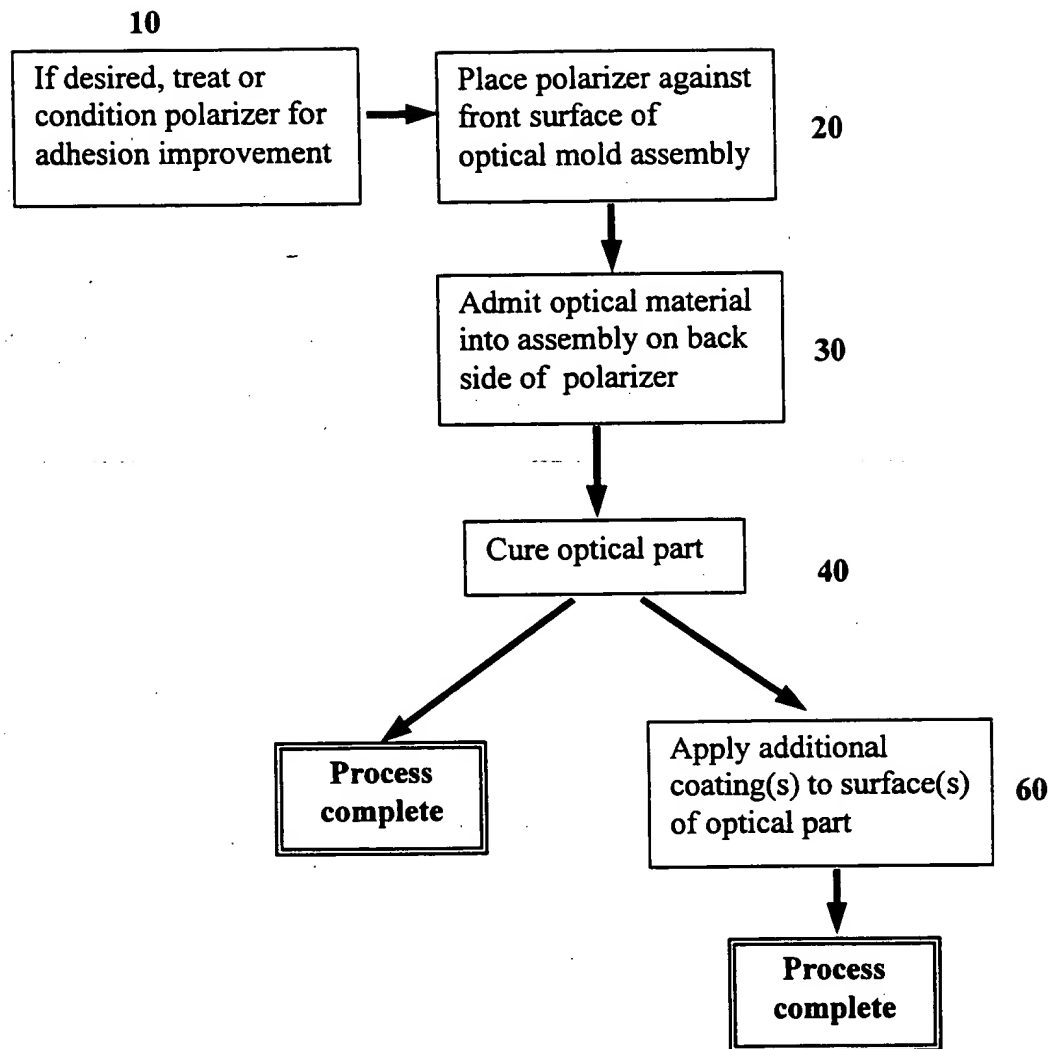 10
If desired, treat or
condition polarizer for
adhesion improvement
Place polarizer against
front surface of
optical mold assembly
20
Admit optical material
into assembly on back
side of polarizer
30
Cure optical part
40
Process
complete
Apply additional
coating(s) to surface(s)
of optical part
60
Process
complete